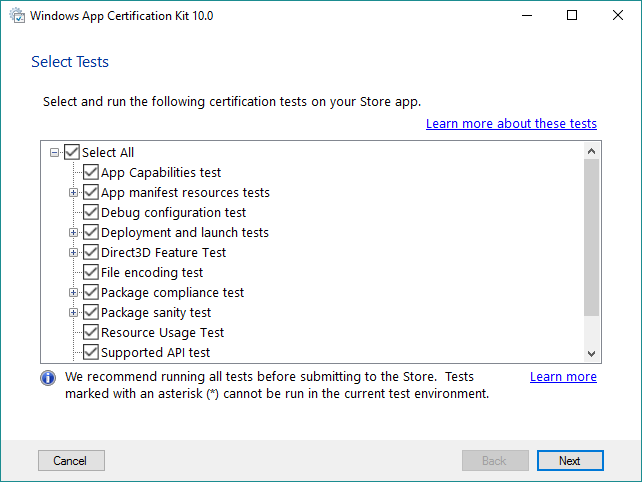 Windows App Certification Kit 10.0
Select Tests
Select and run the following certification tests on your Store app.
Learn more about these tests
Select All
App Capabilities test
App manifest resources tests
Debug configuration test
Deployment and launch tests
Direct3D Feature Test
File encoding test
Package compliance test
Package sanity test
Resource Usage Test
Supported API test
We recommend running all tests before submitting to the Store. Tests
marked with an asterisk (*) cannot be run in the current test environment.
Learn more
Cancel
Back
Next